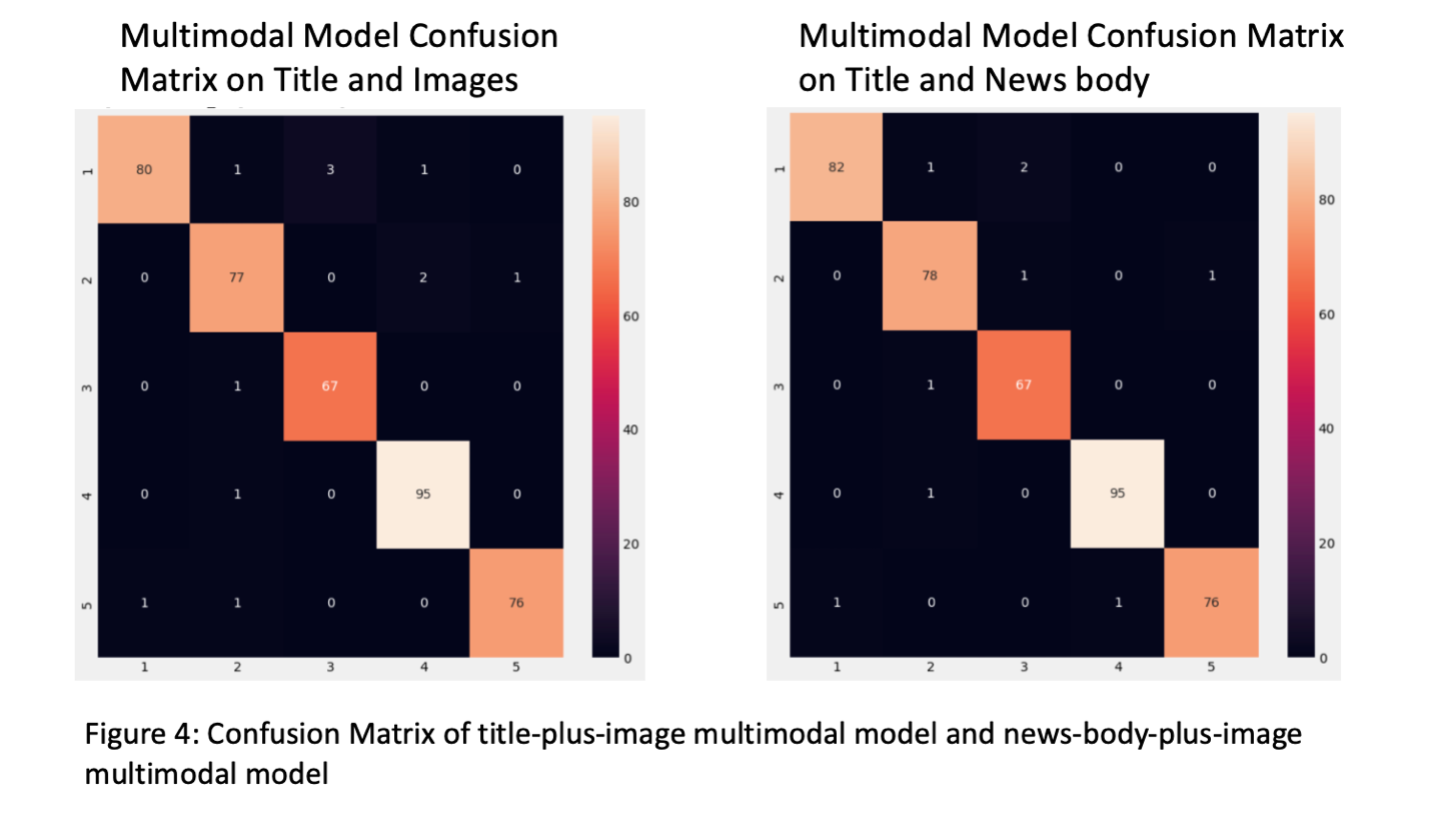 Multimodal Model Confusion
Matrix on Title and Images
1 80 1 3 1 0
2 0 77 0 2 1
3 0 1 67 0 0
4 0 1 0 95 0
5 1 1 0 0 76
1 2 3 4 5
80
60
40
20
0
Multimodal Model Confusion Matrix
on Title and News body
1 82 1 2 0 0
2 0 78 1 0 1
3 0 1 67 0 0
4 0 1 0 95 0
5 1 0 0 1 76
1 2 3 4 5
80
60
40
20
0
Figure 4: Confusion Matrix of title-plus-image multimodal model and news-body-plus-image
multimodal model